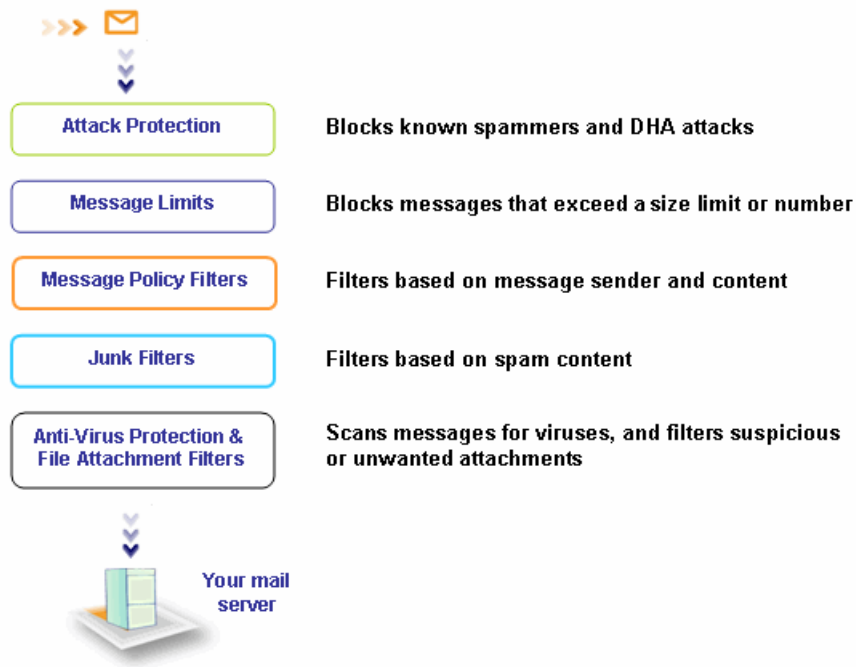 Attack Protection
Blocks known spammers and DHA attacks
Message Limits
Blocks messages that exceed a size limit or number
Message Policy Filters
Filters based on message sender and content
Junk Filters
Filters based on spam content
Anti-Virus Protection &
File Attachment Filters
Scans messages for viruses, and filters suspicious
or unwanted attachments
Your mail
server